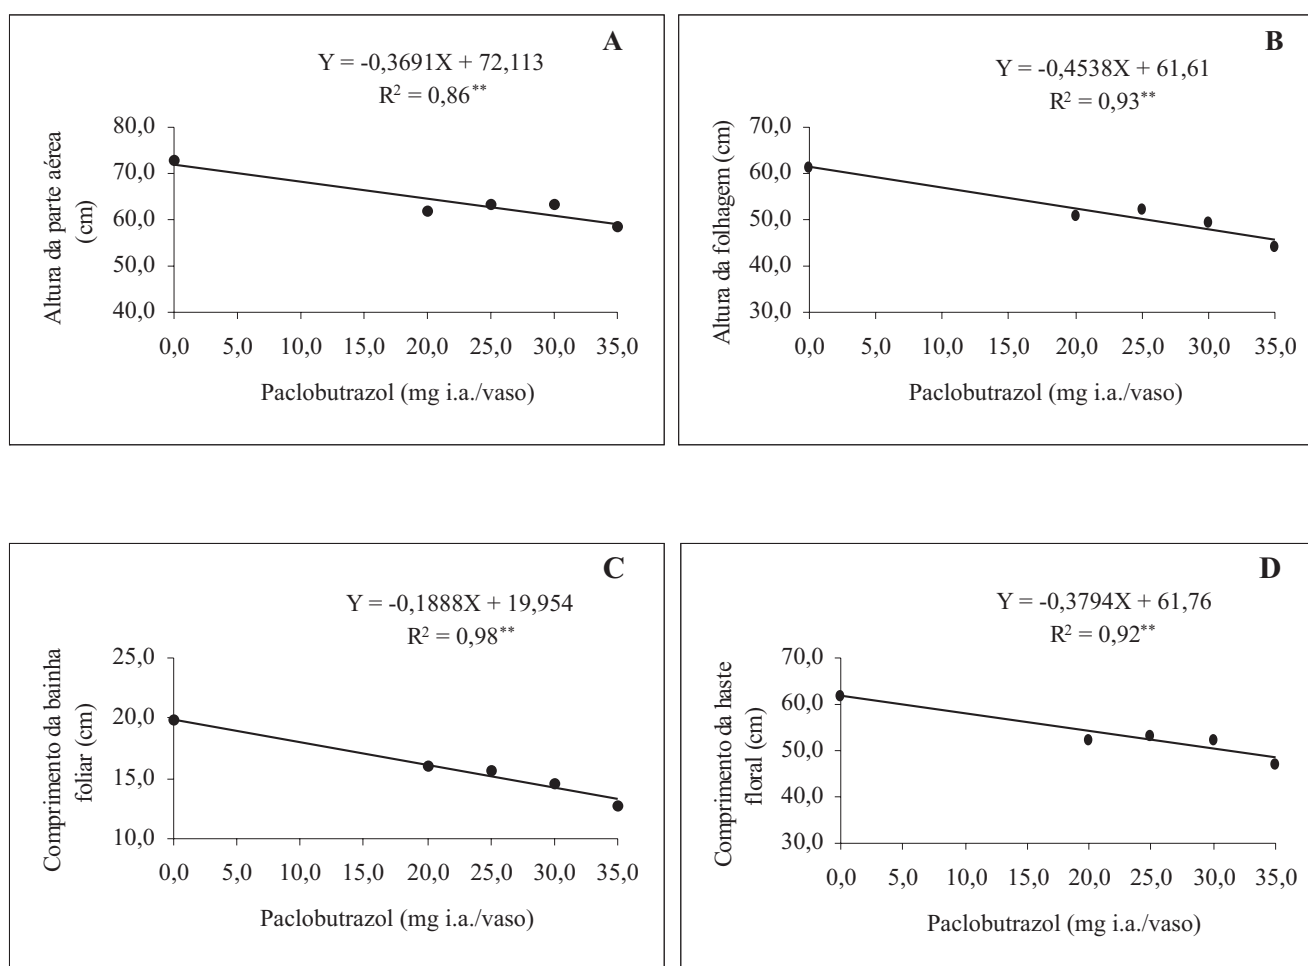 A
Y = -0,3691X + 72,113
R² = 0,86**
Altura da parte aérea
(cm)
80,0
70,0
60,0
50,0
40,0
0,0 5,0 10,0 15,0 20,0 25,0 30,0 35,0
Paclobutrazol (mg i.a./vaso)
B
Y = -0,4538X + 61,61
R² = 0,93**
Altura da folhagem (cm)
70,0
60,0
50,0
40,0
30,0
0,0 5,0 10,0 15,0 20,0 25,0 30,0 35,0
Paclobutrazol (mg i.a./vaso)
C
Y = -0,1888X + 19,954
R² = 0,98**
Comprimento da bainha
foliar (cm)
25,0
20,0
15,0
10,0
0,0 5,0 10,0 15,0 20,0 25,0 30,0 35,0
Paclobutrazol (mg i.a./vaso)
D
Y = -0,3794X + 61,76
R² = 0,92**
Comprimento da haste
floral (cm)
70,0
60,0
50,0
40,0
30,0
0,0 5,0 10,0 15,0 20,0 25,0 30,0 35,0
Paclobutrazol (mg i.a./vaso)